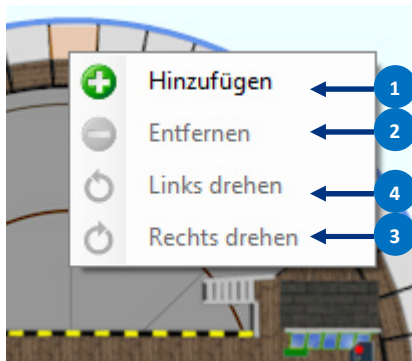 Hinzufügen 1
Entfernen 2
Links drehen 4
Rechts drehen 3